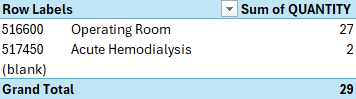 Row Labels Sum of QUANTITY
516600 Operating Room 27
517450 Acute Hemodialysis 2
(blank)
Grand Total 29